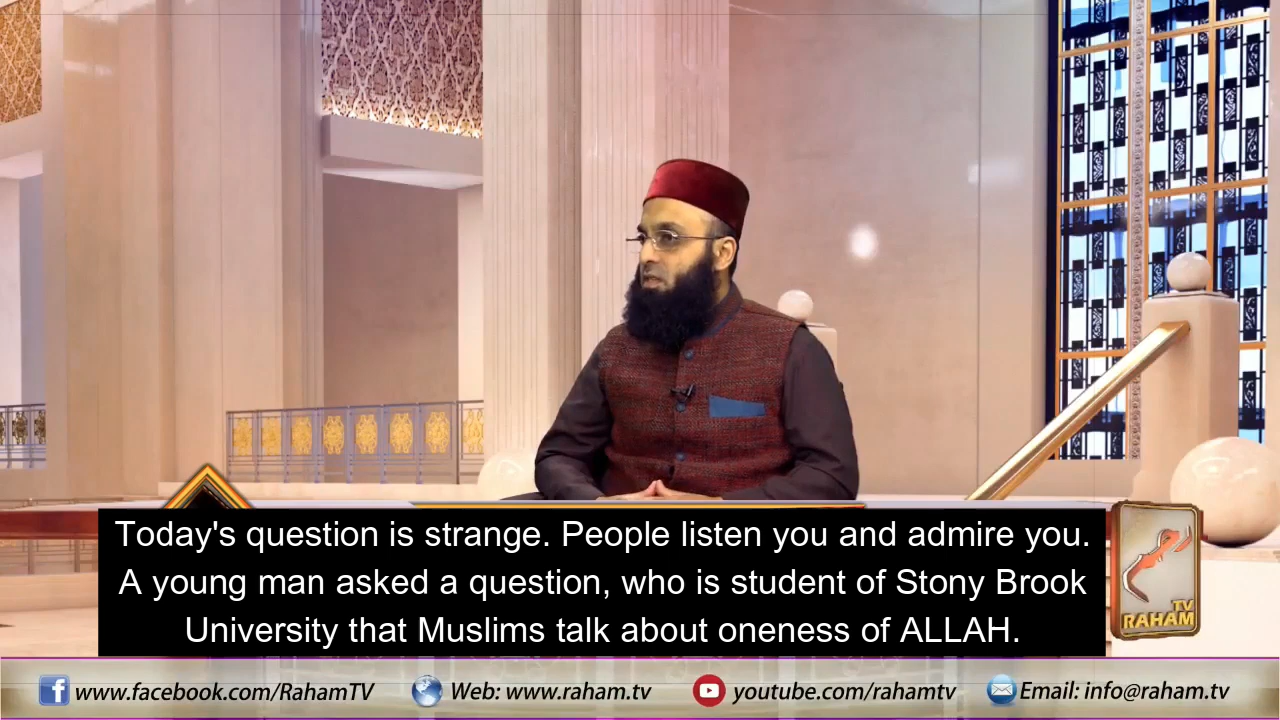 Today's question is strange. People listen you and admire you.
A young man asked a question, who is student of Stony Brook
University that Muslims talk about oneness of ALLAH.
TV
RAHAM
www.facebook.com/RahamTV
Web: www.raham.tv
youtube.com/rahamtv
Email: info@raham.tv